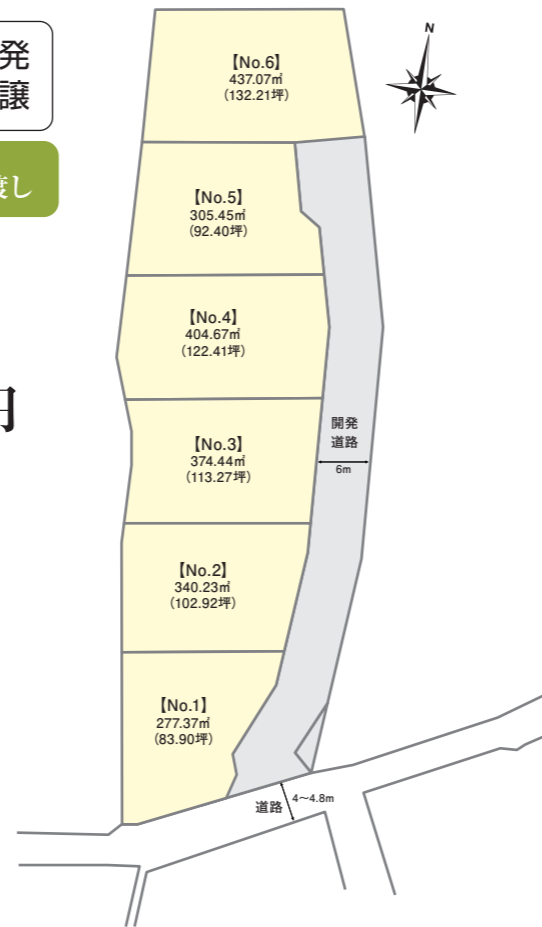 発
譲
渡し
円
N
【No.6】
437.07㎡
(132.21坪)
【No.5】
305.45㎡
(92.40坪)
【No.4】
404.67㎡
(122.41坪)
【No.3】
374.44㎡
(113.27坪)
開発
道路
6m
【No.2】
340.23㎡
(102.92坪)
【No.1】
277.37㎡
(83.90坪)
道路
4〜4.8m